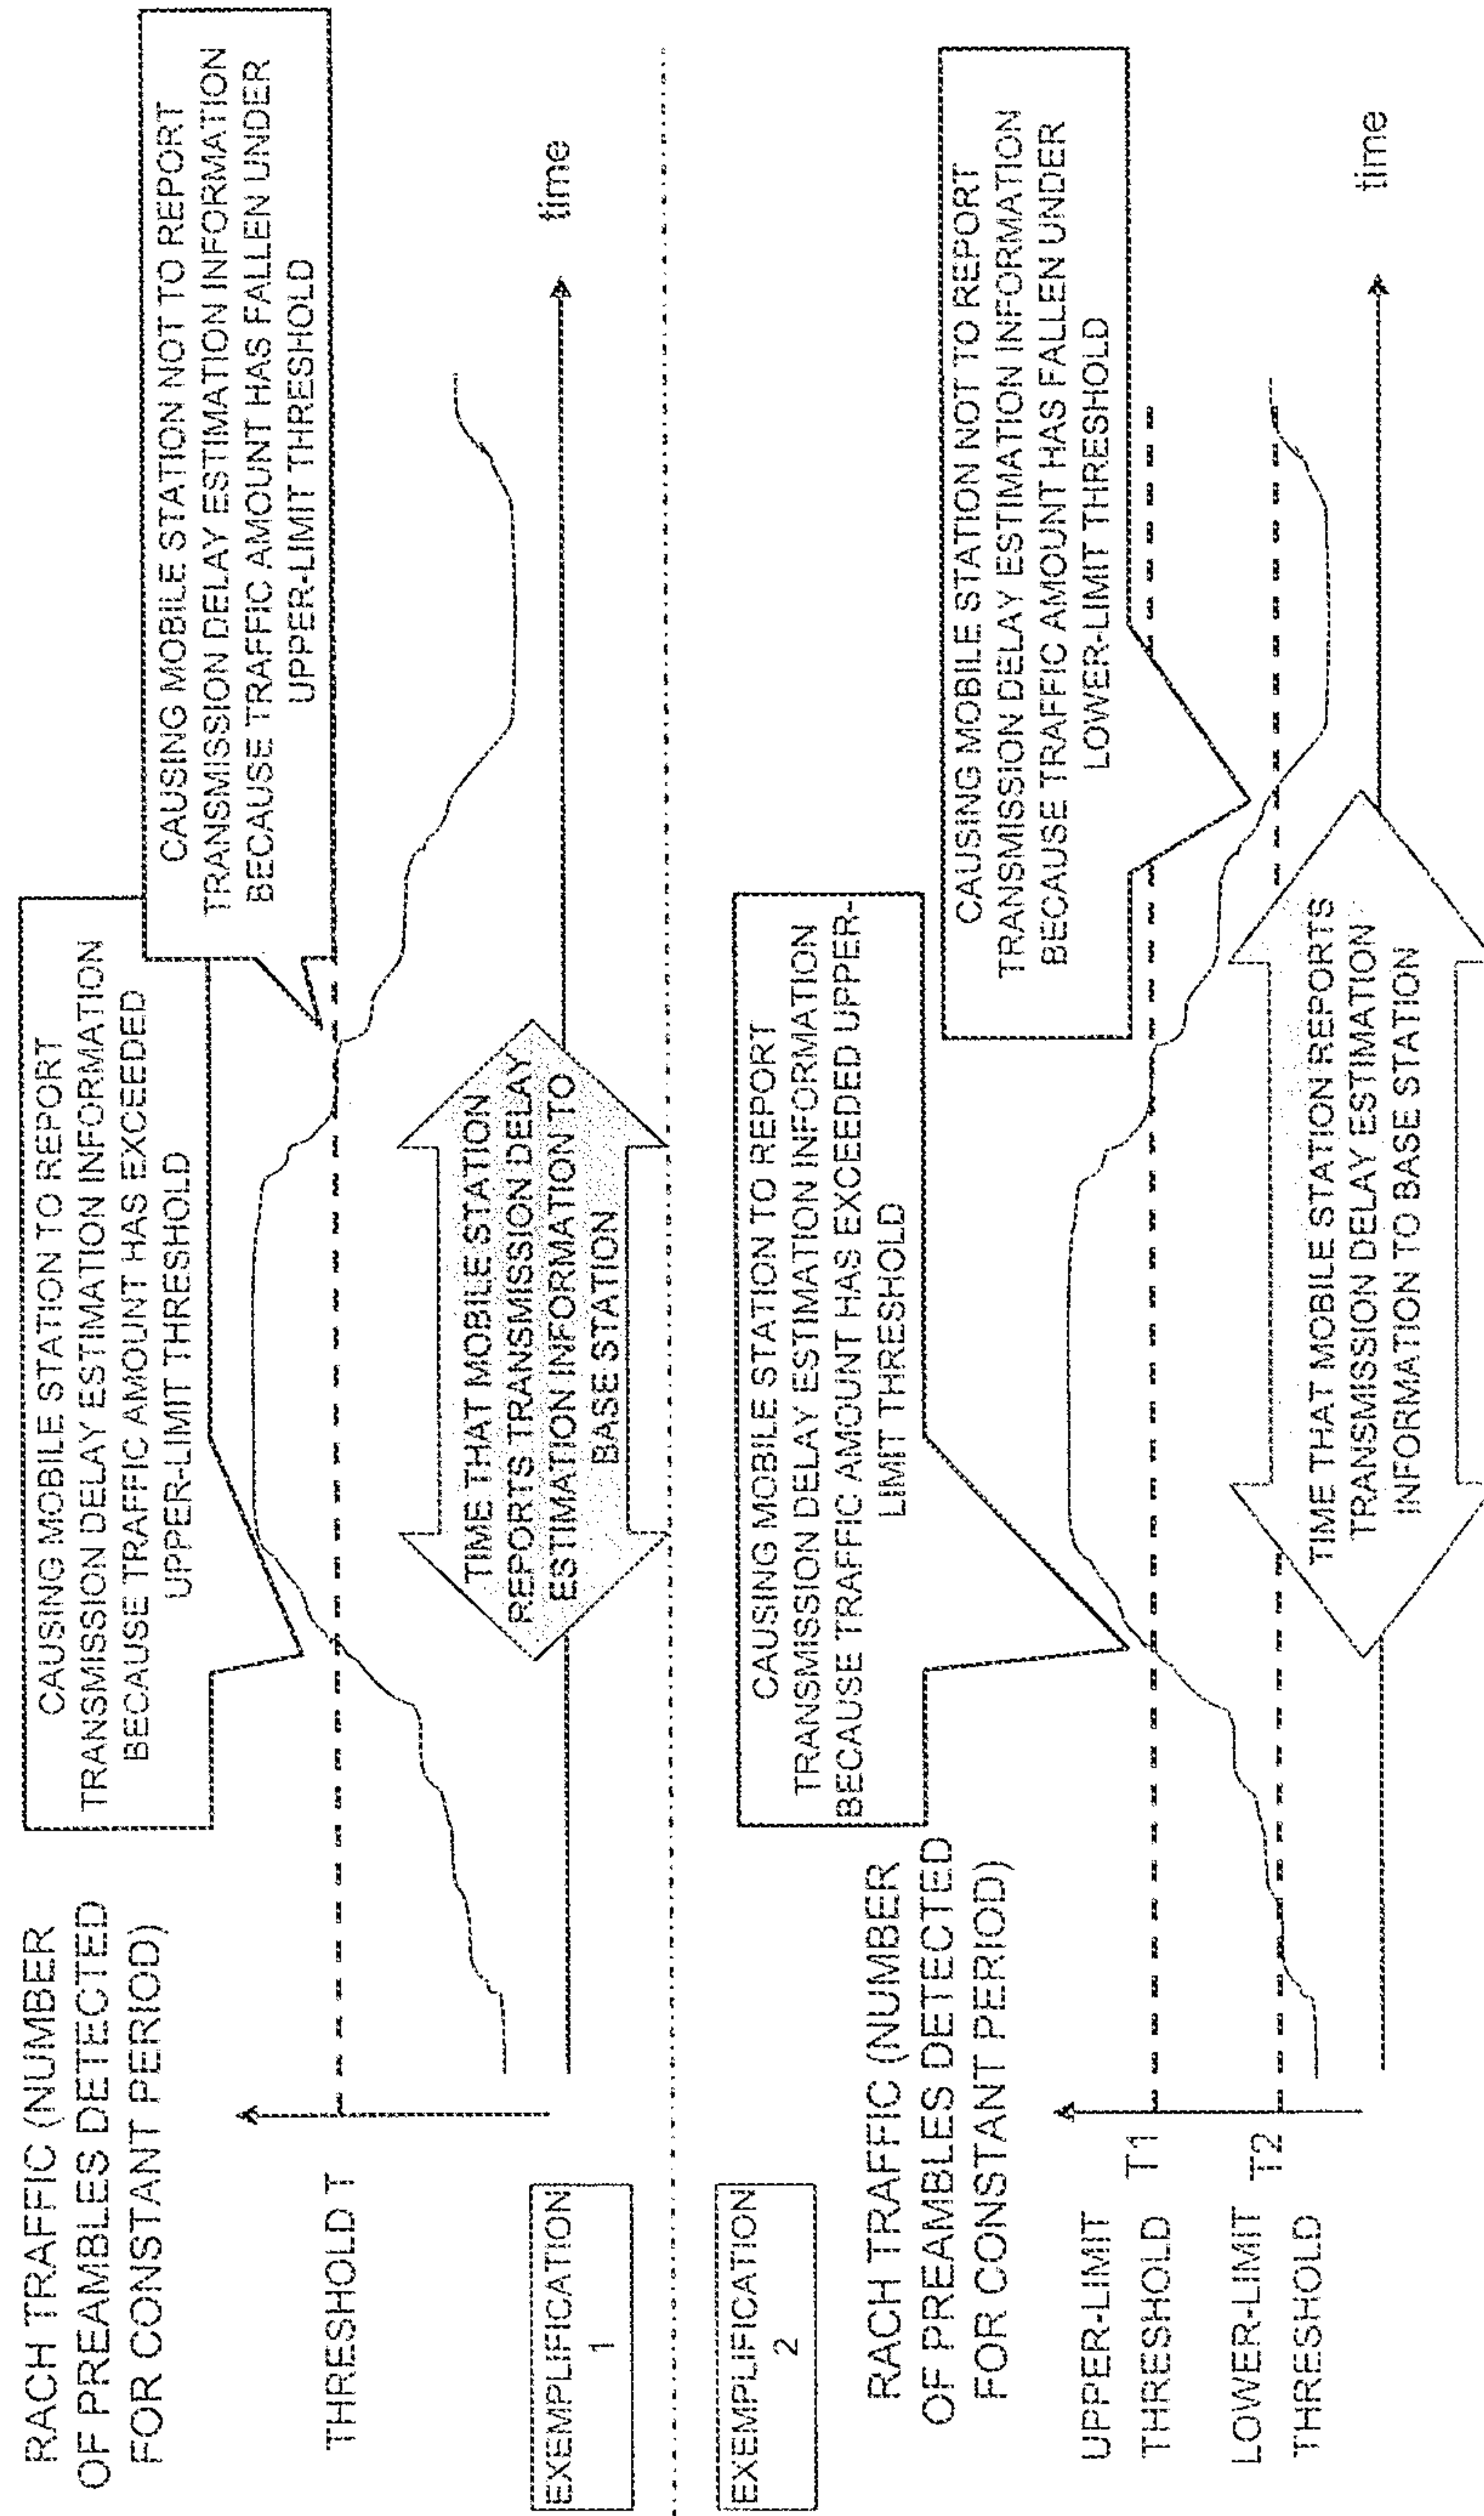 RACH TRAFFIC (NUMBER
OF PREAMBLES DETECTED
FOR CONSTANT PERIOD)
CAUSING MOBILE STATION TO REPORT
TRANSMISSION DELAY ESTIMATION INFORMATION
BECAUSE TRAFFIC AMOUNT HAS EXCEEDED
UPPER-LIMIT THRESHOLD
CAUSING MOBILE STATION NOT TO REPORT
TRANSMISSION DELAY ESTIMATION INFORMATION
BECAUSE TRAFFIC AMOUNT HAS FALLEN UNDER
UPPER-LIMIT THRESHOLD
THRESHOLD T
TIME THAT MOBILE STATION
REPORTS TRANSMISSION DELAY
ESTIMATION INFORMATION TO
BASE STATION
time
EXEMPLIFICATION
1
EXEMPLIFICATION
2
RACH TRAFFIC (NUMBER
OF PREAMBLES DETECTED
FOR CONSTANT PERIOD)
CAUSING MOBILE STATION TO REPORT
TRANSMISSION DELAY ESTIMATION INFORMATION
BECAUSE TRAFFIC AMOUNT HAS EXCEEDED UPPER-
LIMIT THRESHOLD
CAUSING MOBILE STATION NOT TO REPORT
TRANSMISSION DELAY ESTIMATION INFORMATION
BECAUSE TRAFFIC AMOUNT HAS FALLEN UNDER
LOWER-LIMIT THRESHOLD
UPPER-LIMIT
THRESHOLD T1
LOWER-LIMIT T2
THRESHOLD
TIME THAT MOBILE STATION REPORTS
TRANSMISSION DELAY ESTIMATION
INFORMATION TO BASE STATION
time